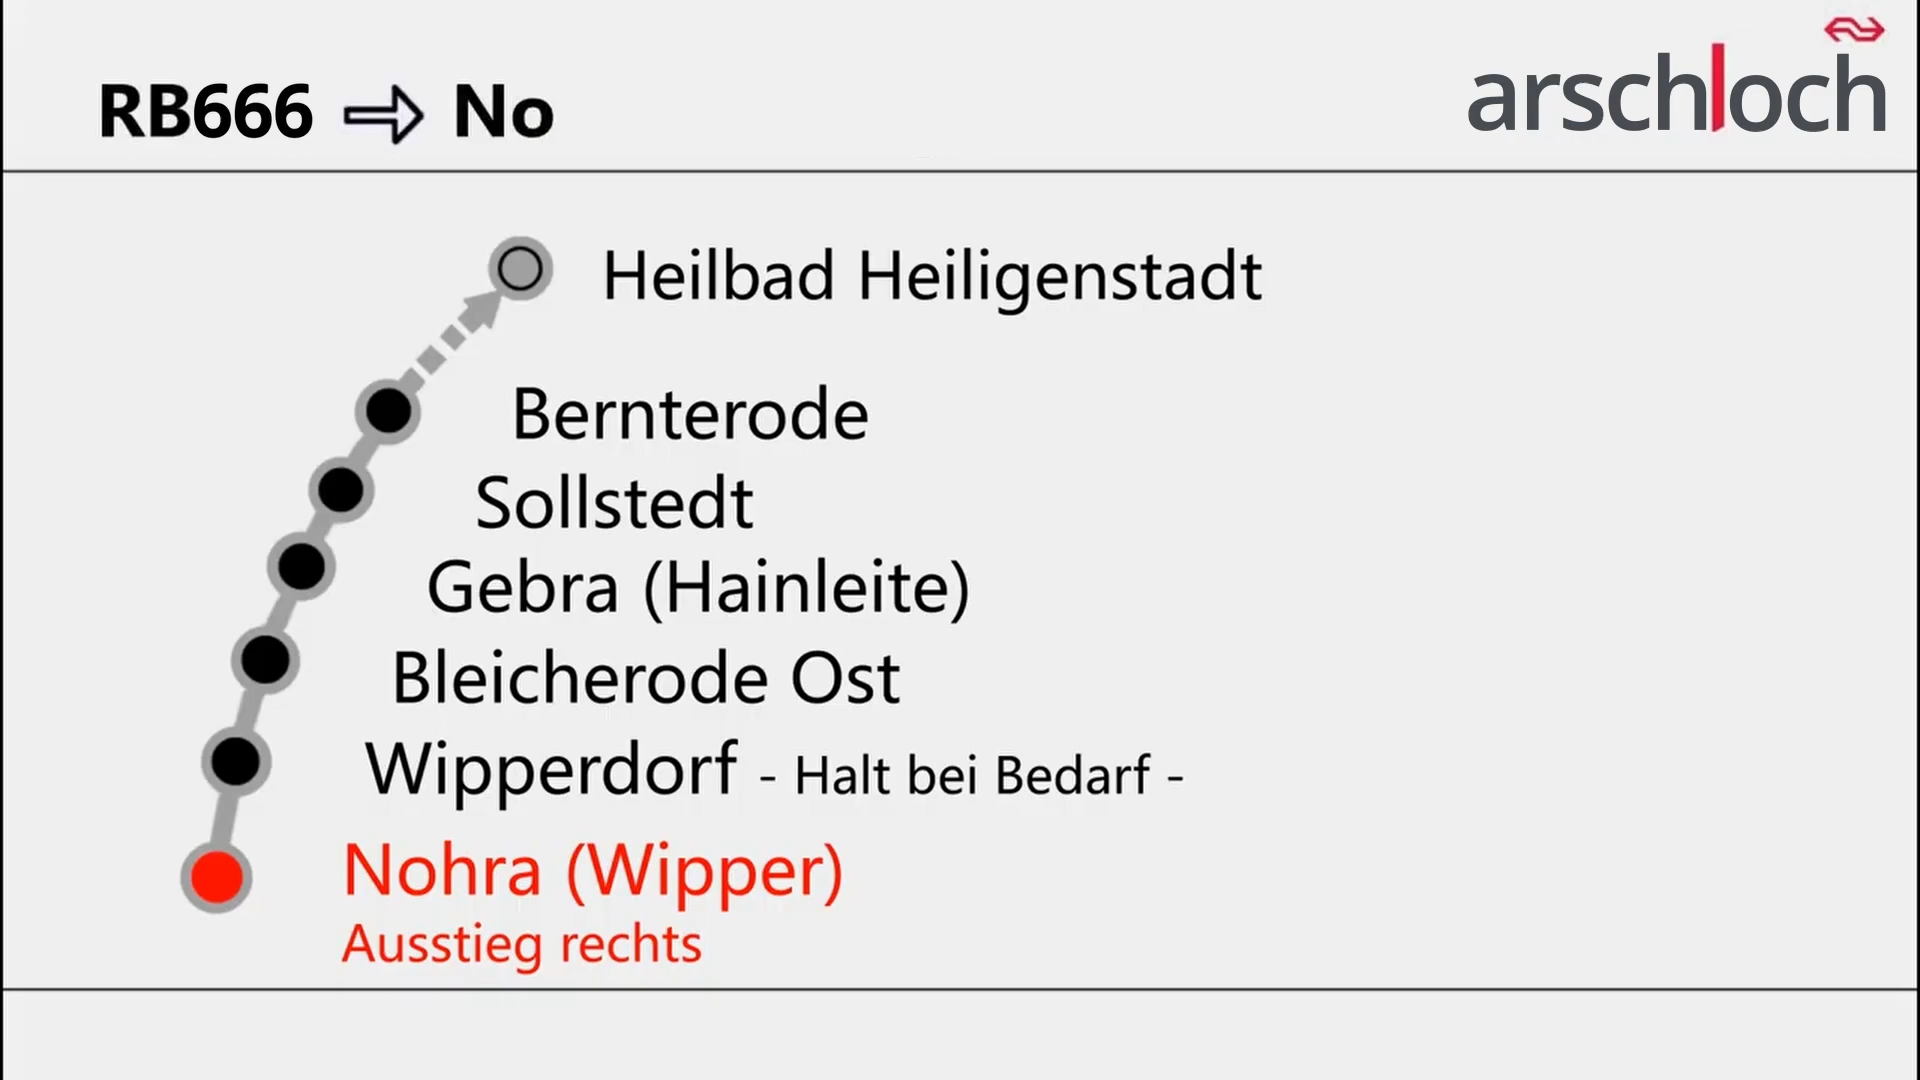 RB666 ⇨ No
arschloch
Heilbad Heiligenstadt
Bernterode
Sollstedt
Gebra (Hainleite)
Bleicherode Ost
Wipperdorf - Halt bei Bedarf -
Nohra (Wipper)
Ausstieg rechts